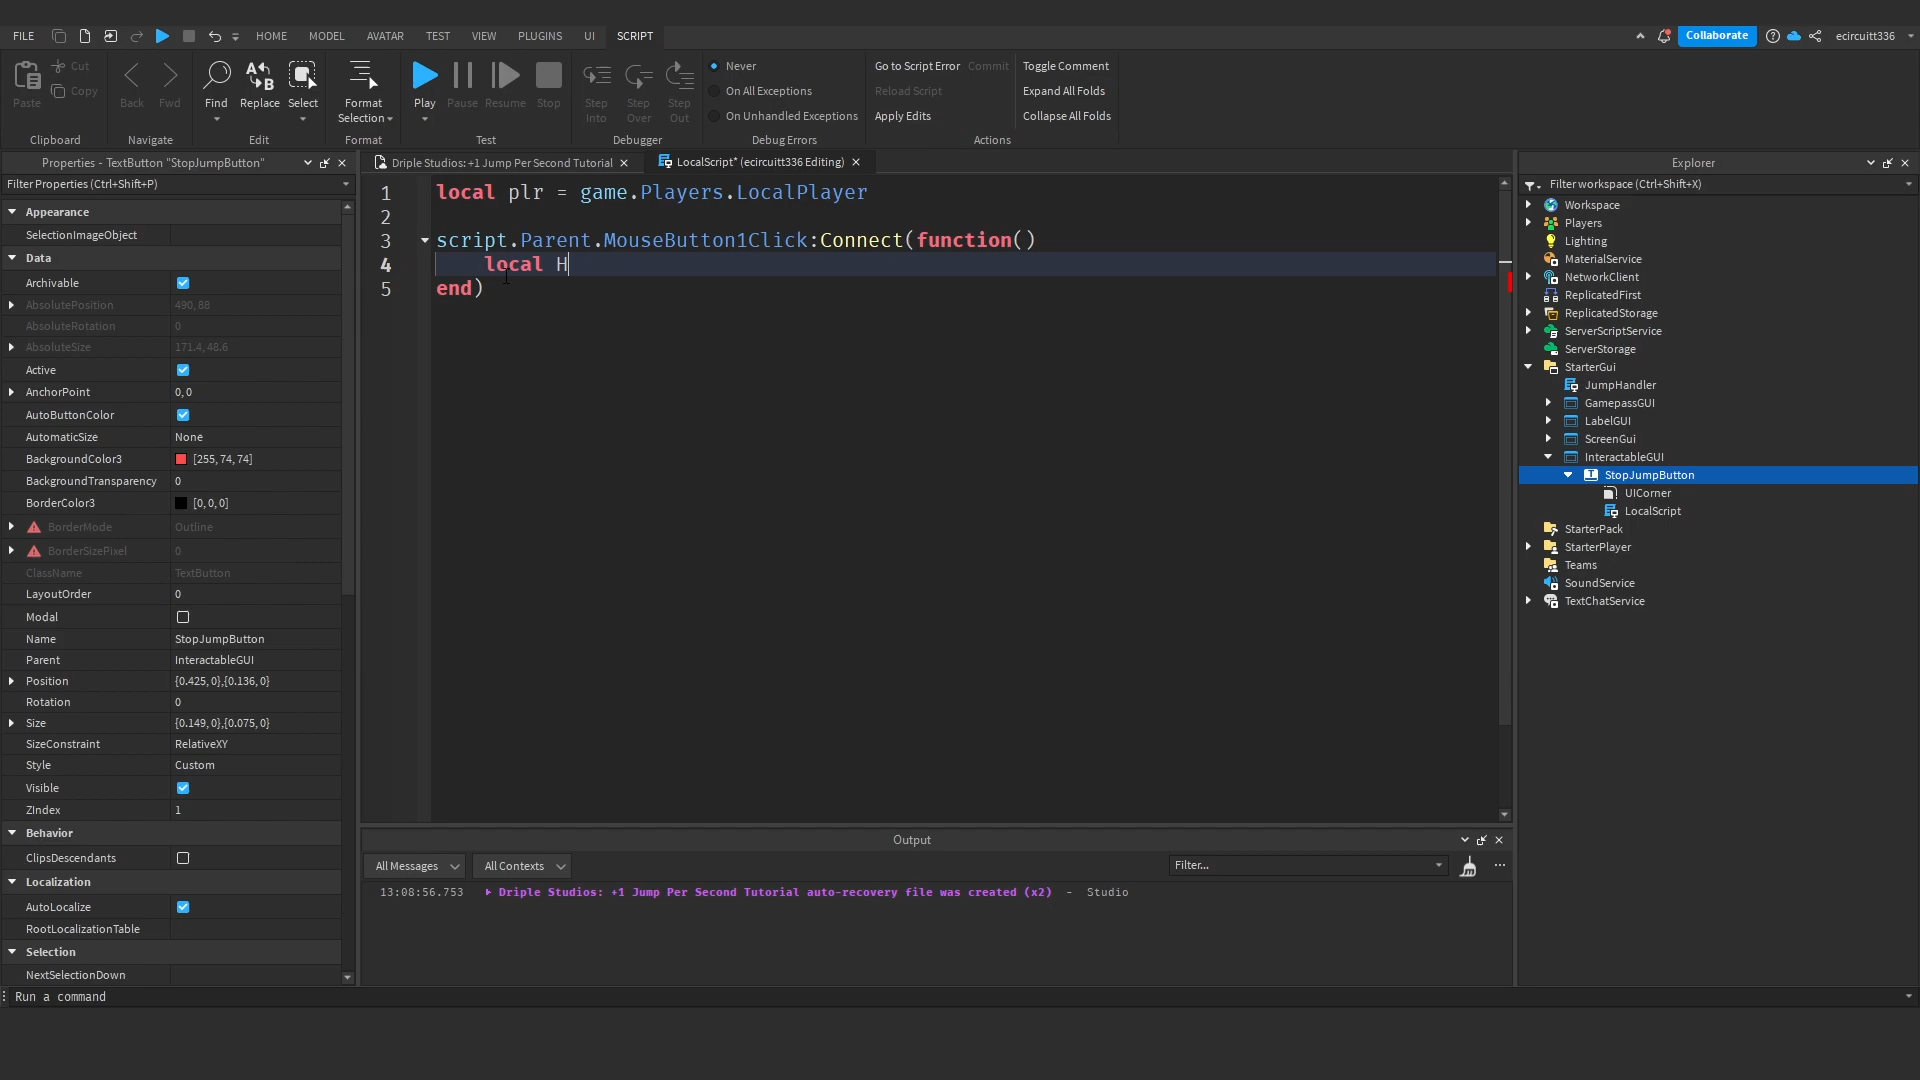 FILE HOME MODEL AVATAR TEST VIEW PLUGINS UI SCRIPT Collaborate ecircuitt336
Paste Cut Copy Back Fwd Find Replace Select Format Selection Play Pause Resume Stop Step Into Step Over Step Out
Never Go to Script Error Commit Toggle Comment
On All Exceptions Reload Script Expand All Folds
On Unhandled Exceptions Apply Edits Collapse All Folds
Clipboard Navigate Edit Format Test Debugger Debug Errors Actions
Properties - TextButton "StopJumpButton"
Filter Properties (Ctrl+Shift+P)
Appearance
SelectionImageObject
Data
Archivable
AbsolutePosition 490, 88
AbsoluteRotation 0
AbsoluteSize 171.4, 48.6
Active
AnchorPoint 0, 0
AutoButtonColor
AutomaticSize None
BackgroundColor3 [255, 74, 74]
BackgroundTransparency 0
BorderColor3 [0, 0, 0]
BorderMode Outline
BorderSizePixel 0
ClassName TextButton
LayoutOrder 0
Modal
Name StopJumpButton
Parent InteractableGUI
Position {0.425, 0},{0.136, 0}
Rotation 0
Size {0.149, 0},{0.075, 0}
SizeConstraint RelativeXY
Style Custom
Visible
ZIndex 1
Behavior
ClipsDescendants
Localization
AutoLocalize
RootLocalizationTable
Selection
NextSelectionDown
Driple Studios: +1 Jump Per Second Tutorial LocalScript* (ecircuitt336 Editing)
1 local plr = game.Players.LocalPlayer
2
3 script.Parent.MouseButton1Click:Connect(function()
4 local H
5 end)
Output
All Messages All Contexts Filter...
13:08:56.753 Driple Studios: +1 Jump Per Second Tutorial auto-recovery file was created (x2) - Studio
Explorer
Filter workspace (Ctrl+Shift+X)
Workspace
Players
Lighting
MaterialService
NetworkClient
ReplicatedFirst
ReplicatedStorage
ServerScriptService
ServerStorage
StarterGui
JumpHandler
GamepassGUI
LabelGUI
ScreenGui
InteractableGUI
StopJumpButton
UICorner
LocalScript
StarterPack
StarterPlayer
Teams
SoundService
TextChatService
Run a command